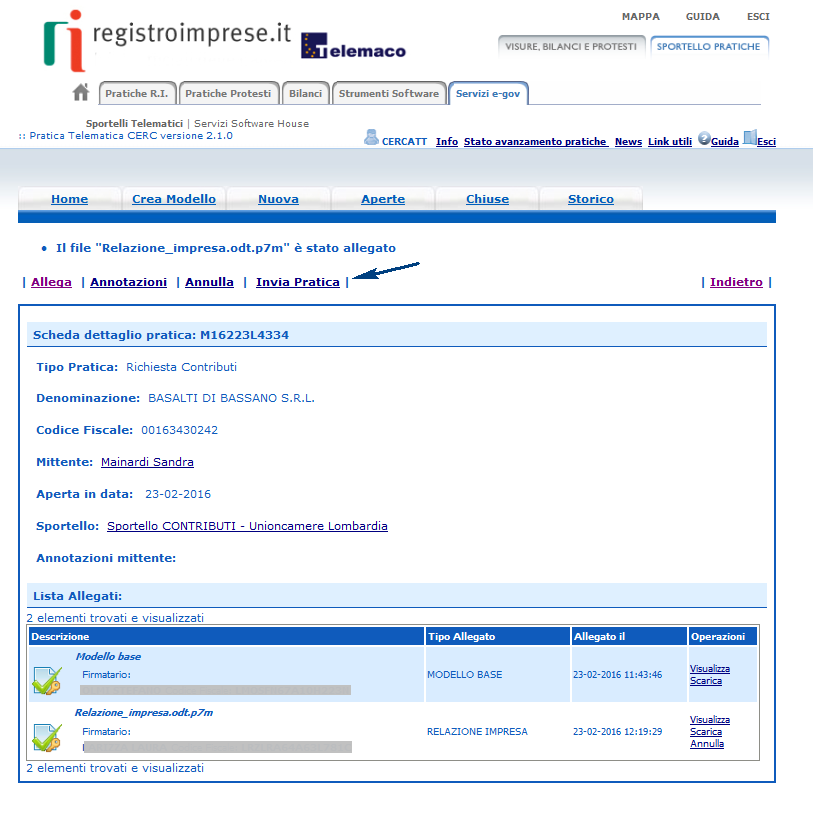 MAPPA GUIDA ESCI
registroimprese.it Telemaco
VISURE, BILANCI E PROTESTI SPORTELLO PRATICHE
Pratiche R.I. Pratiche Protesti Bilanci Strumenti Software Servizi e-gov
Sportelli Telematici | Servizi Software House
:: Pratica Telematica CERC versione 2.1.0
CERCATT Info Stato avanzamento pratiche News Link utili Guida Esci
Home Crea Modello Nuova Aperte Chiuse Storico
• Il file "Relazione_impresa.odt.p7m" è stato allegato
| Allega | Annotazioni | Annulla | Invia Pratica | | Indietro |
Scheda dettaglio pratica: M16223L4334
Tipo Pratica: Richiesta Contributi
Denominazione: BASALTI DI BASSANO S.R.L.
Codice Fiscale: 00163430242
Mittente: Mainardi Sandra
Aperta in data: 23-02-2016
Sportello: Sportello CONTRIBUTI - Unioncamere Lombardia
Annotazioni mittente:
Lista Allegati:
2 elementi trovati e visualizzati
Descrizione Tipo Allegato Allegato il Operazioni
Modello base
Firmatario:
MODELLO BASE 23-02-2016 11:43:46
Visualizza
Scarica
Relazione_impresa.odt.p7m
Firmatario:
RELAZIONE IMPRESA 23-02-2016 12:19:29
Visualizza
Scarica
Annulla
2 elementi trovati e visualizzati